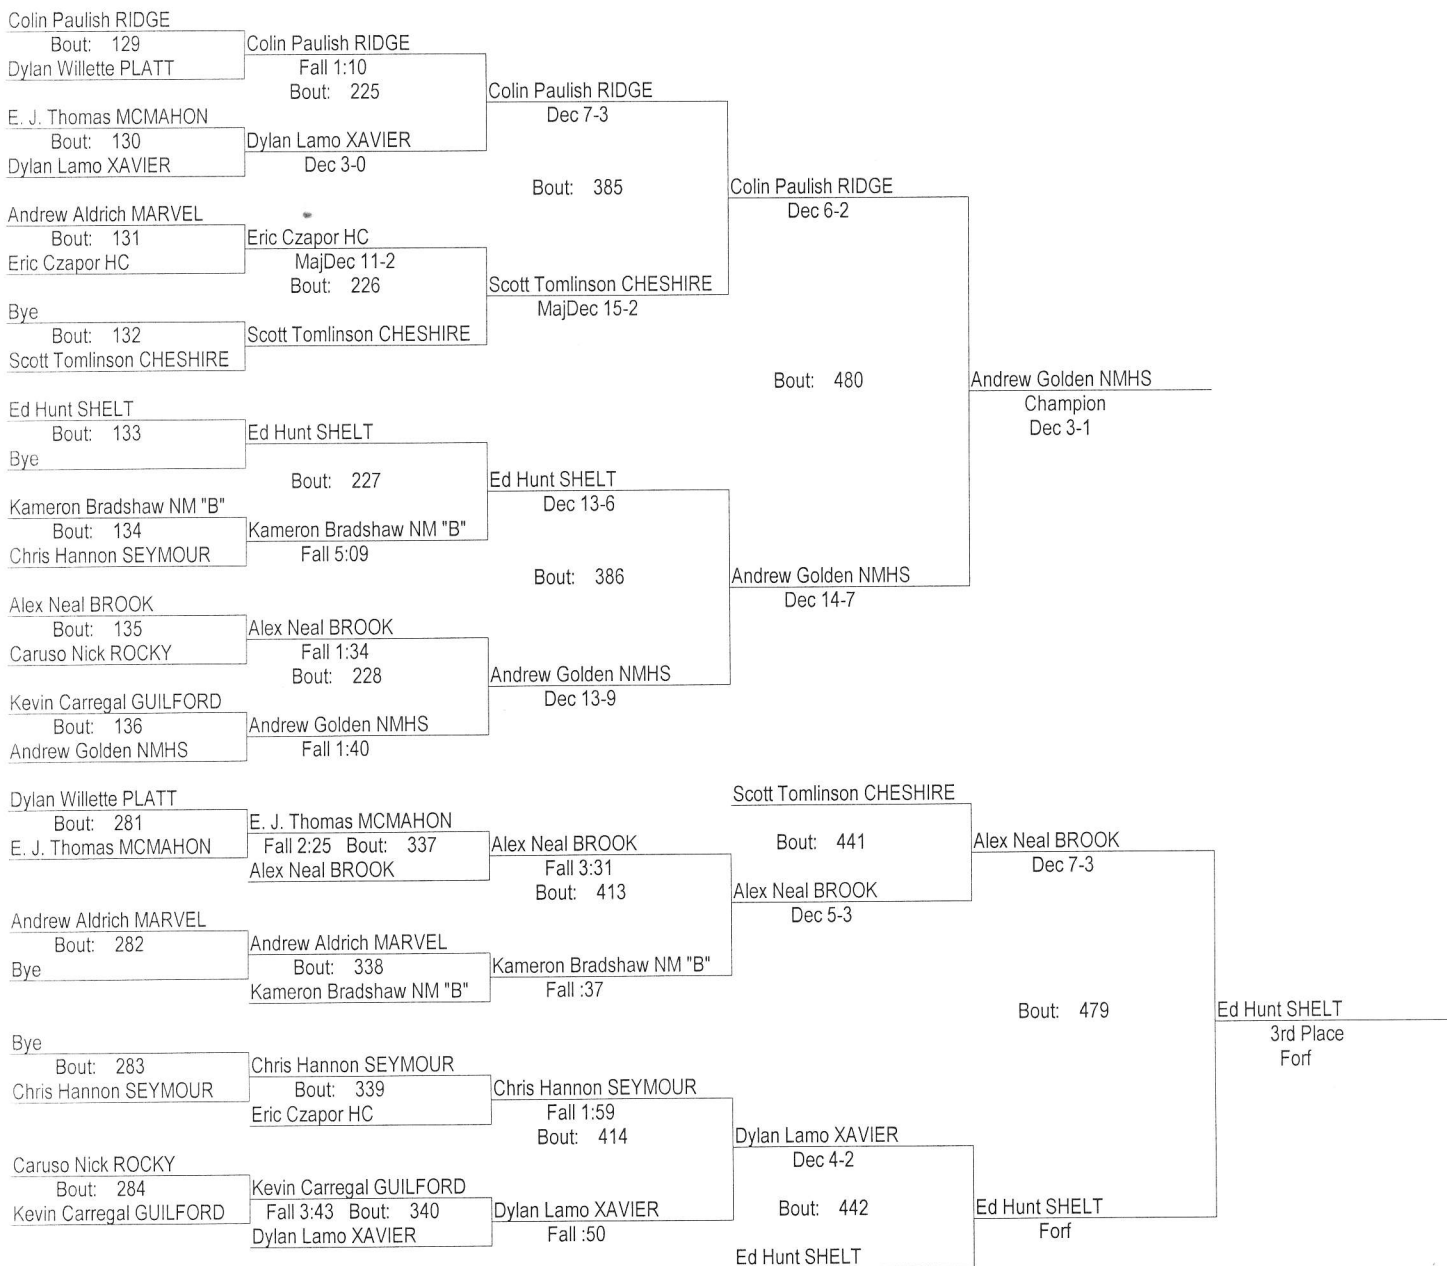 Colin Paulish RIDGE
Bout: 129
Dylan Willette PLATT
E. J. Thomas MCMAHON
Bout: 130
Dylan Lamo XAVIER
Andrew Aldrich MARVEL
Bout: 131
Eric Czapor HC
Bye
Bout: 132
Scott Tomlinson CHESHIRE
Ed Hunt SHELT
Bout: 133
Bye
Kameron Bradshaw NM "B"
Bout: 134
Chris Hannon SEYMOUR
Alex Neal BROOK
Bout: 135
Caruso Nick ROCKY
Kevin Carregal GUILFORD
Bout: 136
Andrew Golden NMHS
Colin Paulish RIDGE
Fall 1:10
Bout: 225
Dylan Lamo XAVIER
Dec 3-0
Eric Czapor HC
MajDec 11-2
Bout: 226
Scott Tomlinson CHESHIRE
Ed Hunt SHELT
Bout: 227
Kameron Bradshaw NM "B"
Fall 5:09
Alex Neal BROOK
Fall 1:34
Bout: 228
Andrew Golden NMHS
Fall 1:40
Colin Paulish RIDGE
Dec 7-3
Bout: 385
Scott Tomlinson CHESHIRE
MajDec 15-2
Ed Hunt SHELT
Dec 13-6
Bout: 386
Andrew Golden NMHS
Dec 13-9
Colin Paulish RIDGE
Dec 6-2
Bout: 480
Andrew Golden NMHS
Dec 14-7
Andrew Golden NMHS
Champion
Dec 3-1
Dylan Willette PLATT
Bout: 281
E. J. Thomas MCMAHON
Andrew Aldrich MARVEL
Bout: 282
Bye
Bye
Bout: 283
Chris Hannon SEYMOUR
Caruso Nick ROCKY
Bout: 284
Kevin Carregal GUILFORD
E. J. Thomas MCMAHON
Fall 2:25 Bout: 337
Alex Neal BROOK
Andrew Aldrich MARVEL
Bout: 338
Kameron Bradshaw NM "B"
Chris Hannon SEYMOUR
Bout: 339
Eric Czapor HC
Kevin Carregal GUILFORD
Fall 3:43 Bout: 340
Dylan Lamo XAVIER
Alex Neal BROOK
Fall 3:31
Bout: 413
Kameron Bradshaw NM "B"
Fall :37
Chris Hannon SEYMOUR
Fall 1:59
Bout: 414
Dylan Lamo XAVIER
Fall :50
Scott Tomlinson CHESHIRE
Bout: 441
Alex Neal BROOK
Dec 5-3
Dylan Lamo XAVIER
Dec 4-2
Bout: 442
Ed Hunt SHELT
Alex Neal BROOK
Dec 7-3
Bout: 479
Ed Hunt SHELT
Forf
Ed Hunt SHELT
3rd Place
Forf